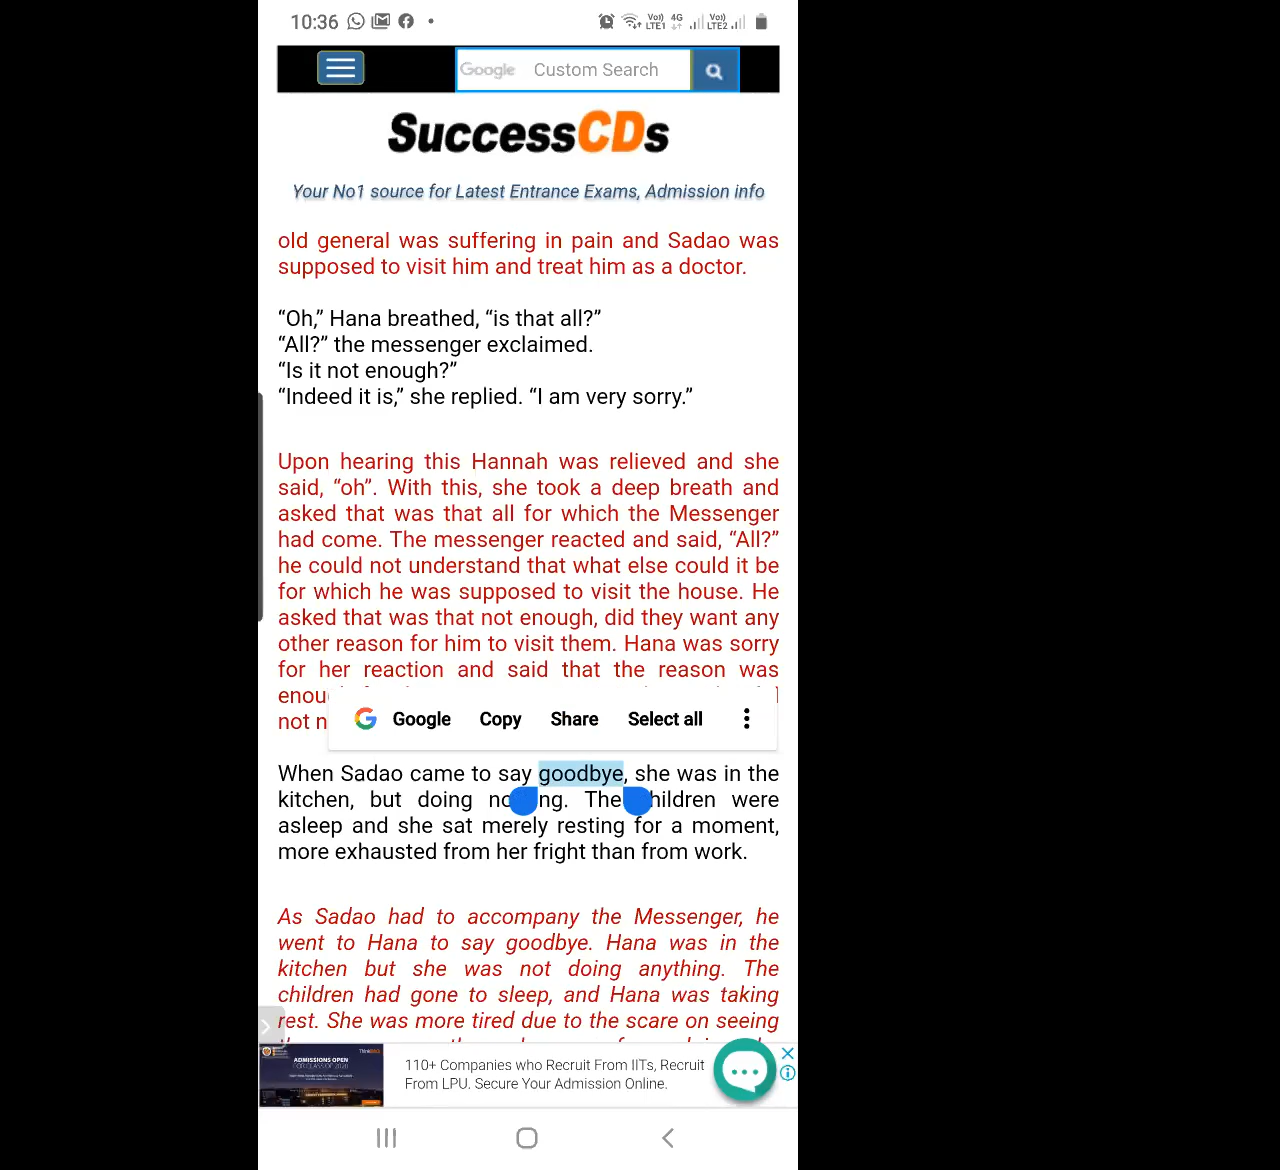 10:36
Vo)) LTE1 4G Vo)) LTE2
Google Custom Search
SuccessCDs
Your No1 source for Latest Entrance Exams, Admission info
old general was suffering in pain and Sadao was
supposed to visit him and treat him as a doctor.
“Oh,” Hana breathed, “is that all?”
“All?” the messenger exclaimed.
“Is it not enough?”
“Indeed it is,” she replied. “I am very sorry.”
Upon hearing this Hannah was relieved and she
said, “oh”. With this, she took a deep breath and
asked that was that all for which the Messenger
had come. The messenger reacted and said, “All?”
he could not understand that what else could it be
for which he was supposed to visit the house. He
asked that was that not enough, did they want any
other reason for him to visit them. Hana was sorry
for her reaction and said that the reason was
not
Google Copy Share Select all
When Sadao came to say goodbye, she was in the
kitchen, but doing The were
asleep and she sat merely resting for a moment,
more exhausted from her fright than from work.
As Sadao had to accompany the Messenger, he
went to Hana to say goodbye. Hana was in the
kitchen but she was not doing anything. The
children had gone to sleep, and Hana was taking
rest. She was more tired due to the scare on seeing
ADMISSIONS OPEN
110+ Companies who Recruit From IITs, Recruit
From LPU. Secure Your Admission Online.